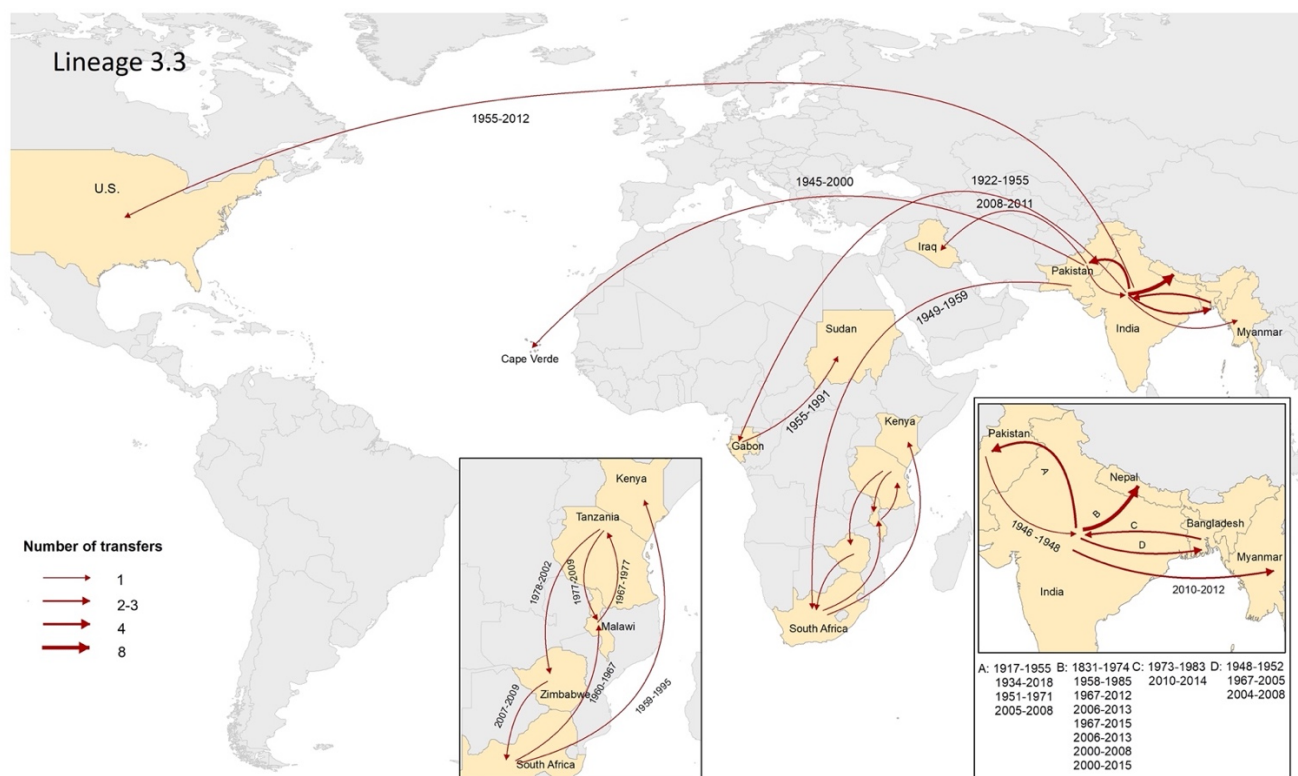 Lineage 3.3
1955-2012
U.S.
1945-2000
1922-1955
2008-2011
Iraq
Pakistan
1949-1959
India
Myanmar
Cape Verde
Sudan
1955-1991
Gabon
Kenya
South Africa
Number of transfers
1
2-3
4
8
Kenya
Tanzania
1978-2002
1977-2009
1967-1977
Malawi
Zimbabwe
1960-1967
1959-1995
2007-2009
South Africa
Pakistan
A
Nepal
B
C
Bangladesh
1946 -1948
D
Myanmar
India
2010-2012
A: 1917-1955 B: 1831-1974 C: 1973-1983 D: 1948-1952
1934-2018 1958-1985 2010-2014 1967-2005
1951-1971 1967-2012 2004-2008
2005-2008 2006-2013
1967-2015
2006-2013
2000-2008
2000-2015